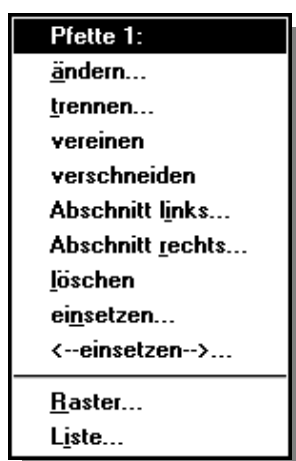 Pfette 1:
ändern...
trennen...
vereinen
verschneiden
Abschnitt links...
Abschnitt rechts...
löschen
einsetzen...
<--einsetzen-->...
Raster...
Liste...